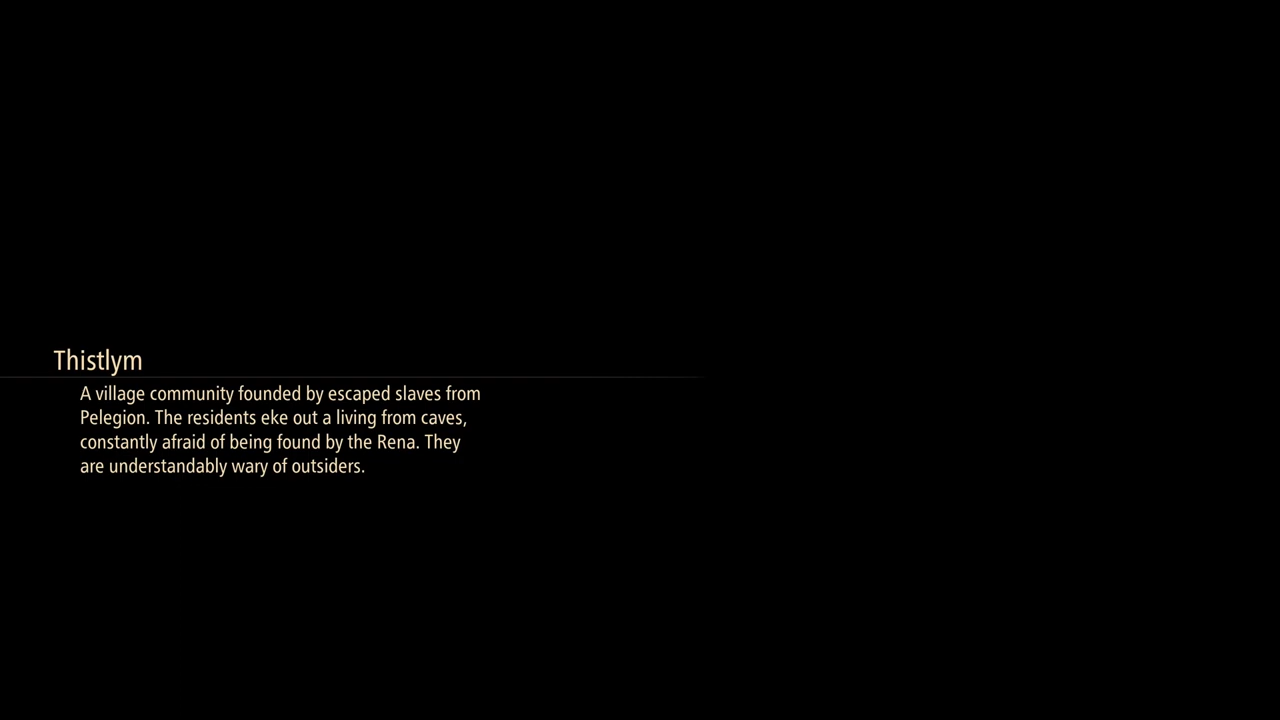 Thistlym
A village community founded by escaped slaves from
Pelegion. The residents eke out a living from caves,
constantly afraid of being found by the Rena. They
are understandably wary of outsiders.